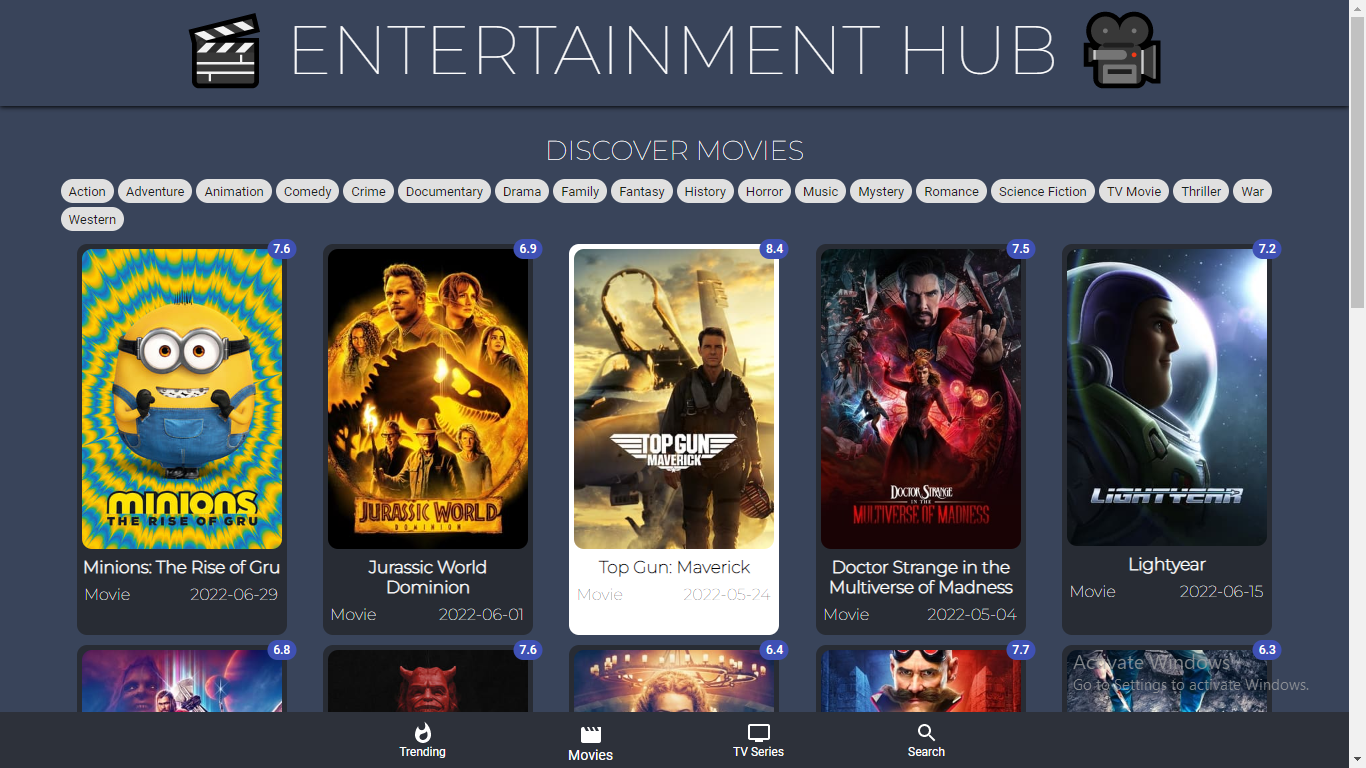 ENTERTAINMENT HUB
DISCOVER MOVIES
Action Adventure Animation Comedy Crime Documentary Drama Family Fantasy History Horror Music Mystery Romance Science Fiction TV Movie Thriller War
Western
7.6 6.9 8.4 7.5 7.2
MINIONS
THE RISE OF GRU
JURASSIC WORLD
DOMINION
TOP GUN
MAVERICK
DOCTOR STRANGE
IN THE
MULTIVERSE OF MADNESS
LIGHTYEAR
Minions: The Rise of Gru
Movie 2022-06-29
Jurassic World
Dominion
Movie 2022-06-01
Top Gun: Maverick
Movie 2022-05-24
Doctor Strange in the
Multiverse of Madness
Movie 2022-05-04
Lightyear
Movie 2022-06-15
6.8 7.6 6.4 7.7 6.3
Activate Windows
Go to Settings to activate Windows.
Trending Movies TV Series Search